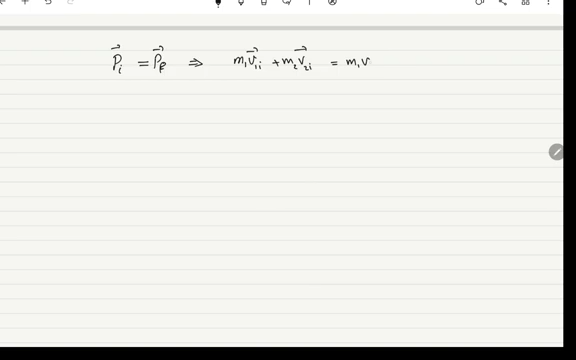 P⃗ᵢ = P⃗f ⇒ m₁v⃗₁ᵢ + m₂v⃗₂ᵢ = m₁v